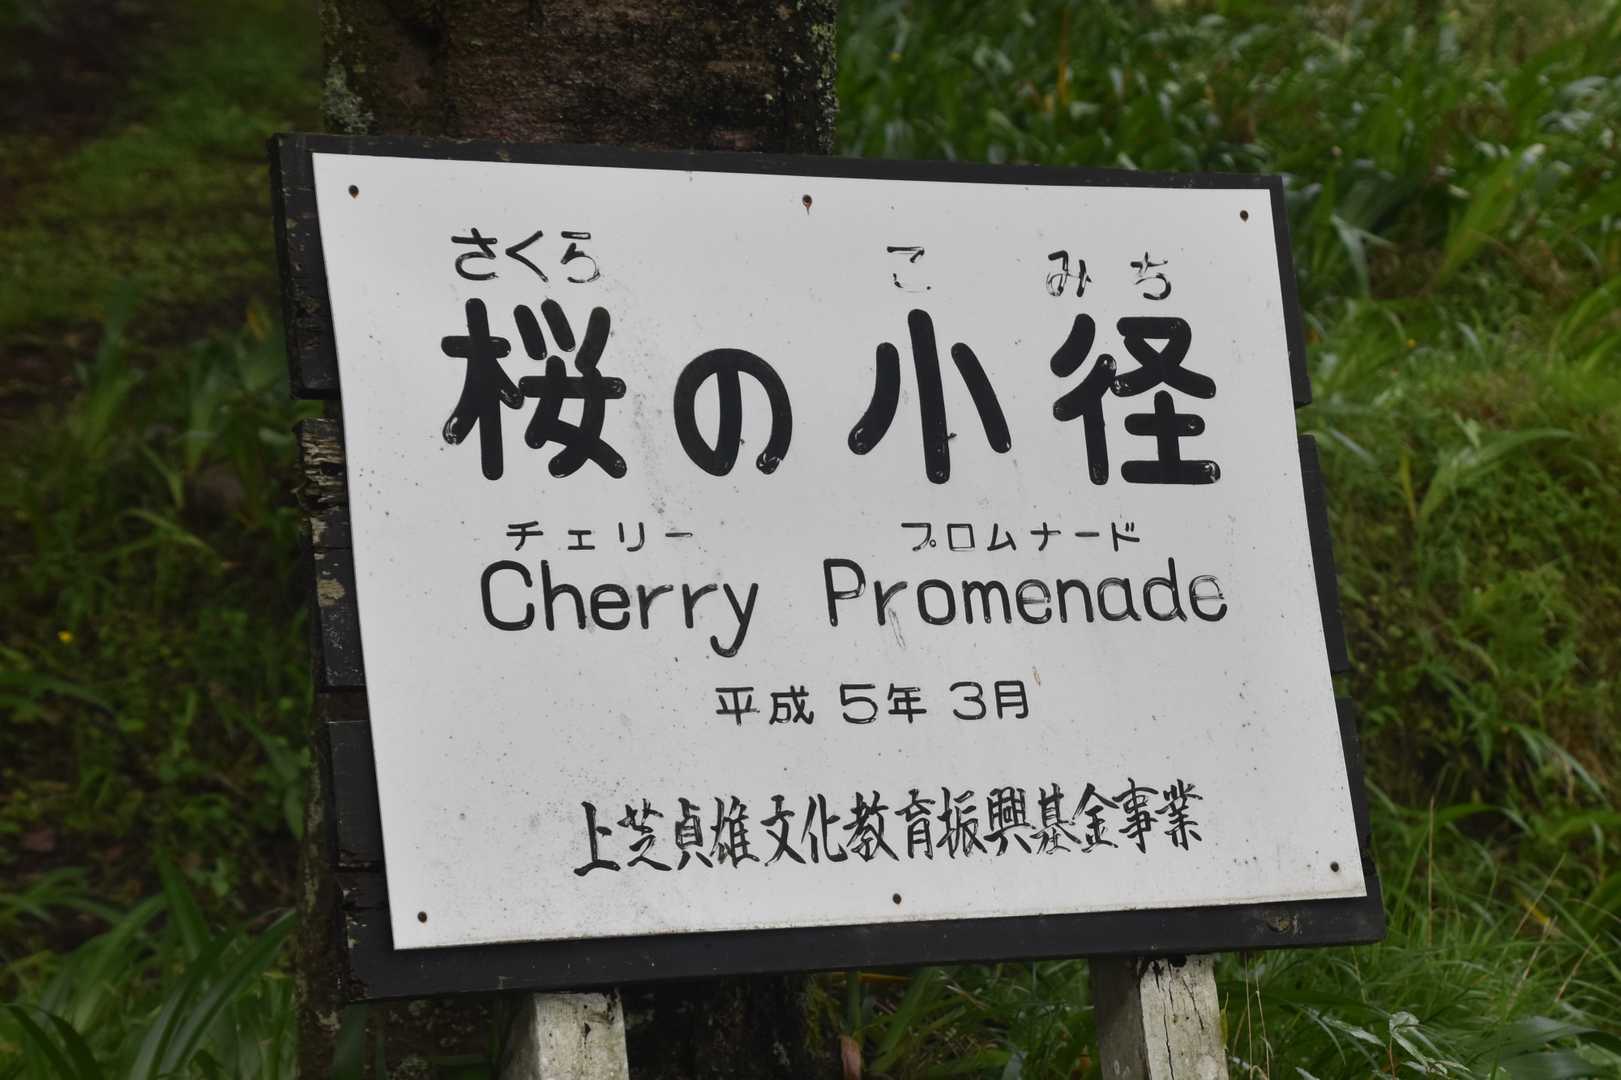 さくら こ みち
桜の小径
チェリー プロムナード
Cherry Promenade
平成 5年 3月
上芝貞雄文化教育振興基金事業